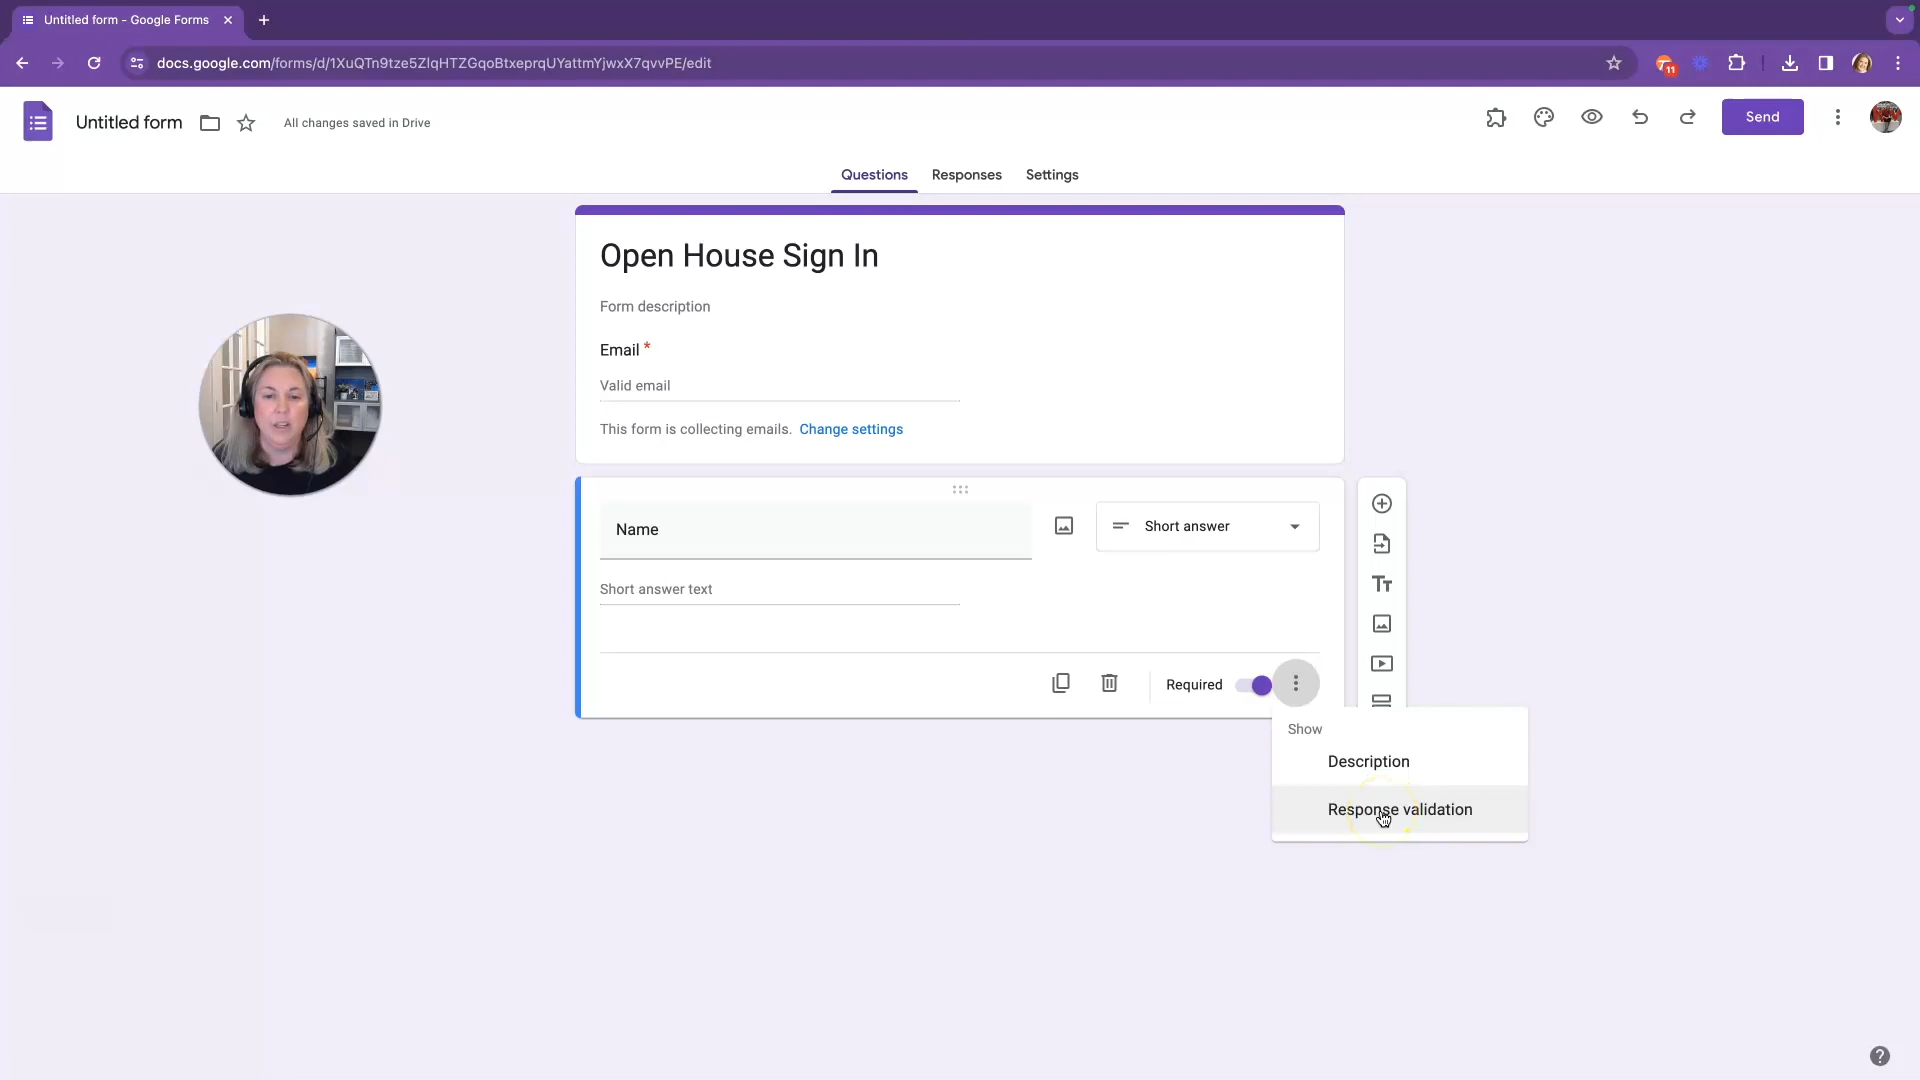 Untitled form - Google Forms
docs.google.com/forms/d/1XuQTn9tze5ZlqHTZGqoBtxeprqUYattmYjwxX7qvvPE/edit
11
Untitled form
All changes saved in Drive
Send
Questions Responses Settings
Open House Sign In
Form description
Email *
Valid email
This form is collecting emails. Change settings
Name
Short answer
Short answer text
Required
Show
Description
Response validation